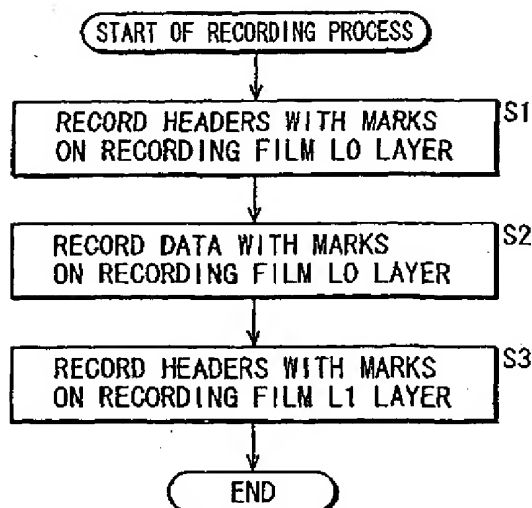 START OF RECORDING PROCESS
S1
RECORD HEADERS WITH MARKS
ON RECORDING FILM L0 LAYER
S2
RECORD DATA WITH MARKS
ON RECORDING FILM L0 LAYER
S3
RECORD HEADERS WITH MARKS
ON RECORDING FILM L1 LAYER
END